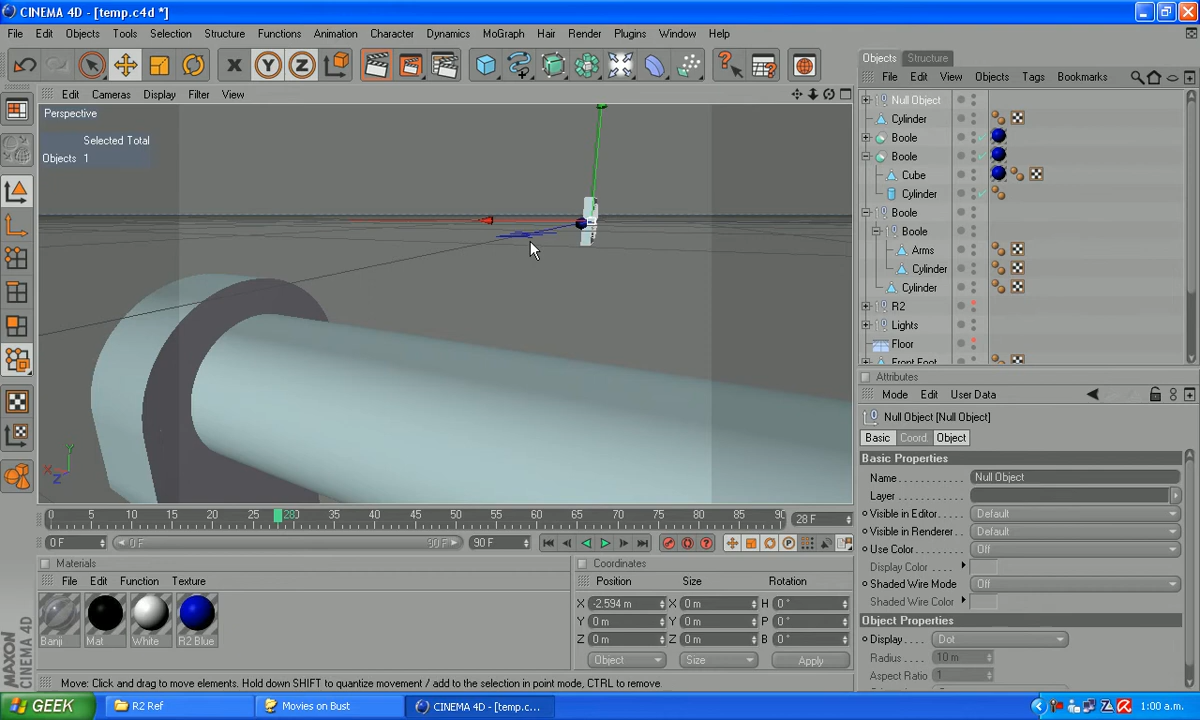 CINEMA 4D - [temp.c4d *]
File Edit Objects Tools Selection Structure Functions Animation Character Dynamics MoGraph Hair Render Plugins Window Help
Objects Structure
File Edit View Objects Tags Bookmarks
Edit Cameras Display Filter View
Perspective
Selected Total
Objects 1
Null Object
Cylinder
Boole
Boole
Cube
Cylinder
Boole
Boole
Arms
Cylinder
Cylinder
R2
Lights
Floor
Front Foot
Y
X
Z
Attributes
Mode Edit User Data
Null Object [Null Object]
Basic Coord. Object
Basic Properties
Name Null Object
Layer
Visible in Editor Default
Visible in Renderer Default
Use Color Off
Display Color
Shaded Wire Mode Off
Shaded Wire Color
Object Properties
Display Dot
Radius 10 m
Aspect Ratio 1
0 5 10 15 20 25 28 0 35 40 45 50 55 60 65 70 75 80 85 90 28 F
0 F 0 F 90 F 90 F
Materials
File Edit Function Texture
Banji Mat White R2 Blue
Coordinates
Position Size Rotation
X -2.594 m X 0 m H 0 °
Y 0 m Y 0 m P 0 °
Z 0 m Z 0 m B 0 °
Object Size Apply
MAXON
CINEMA 4D
Move: Click and drag to move elements. Hold down SHIFT to quantize movement / add to the selection in point mode, CTRL to remove.
GEEK R2 Ref Movies on Bust CINEMA 4D - [temp.c... 1:00 a.m.